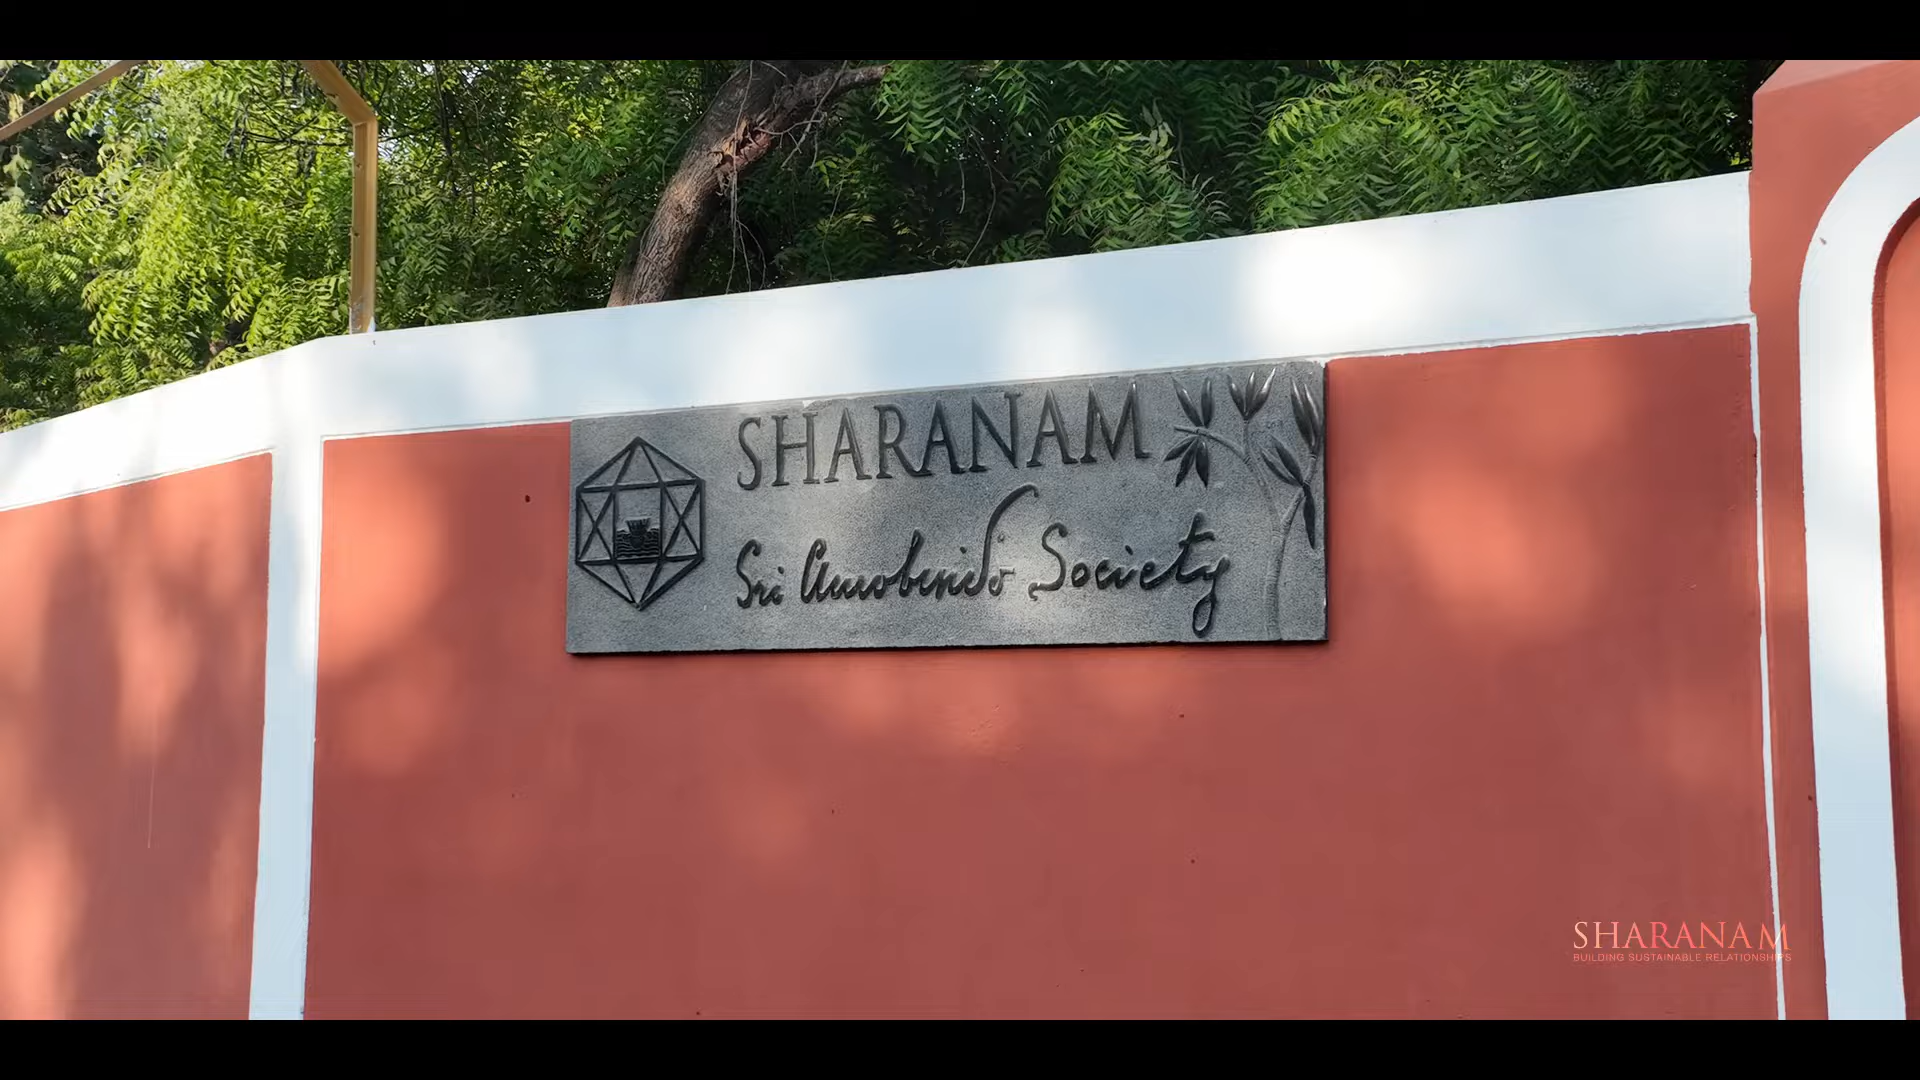 SHARANAM
Sri Aurobindo Society
SHARANAM
BUILDING SUSTAINABLE RELATIONSHIPS